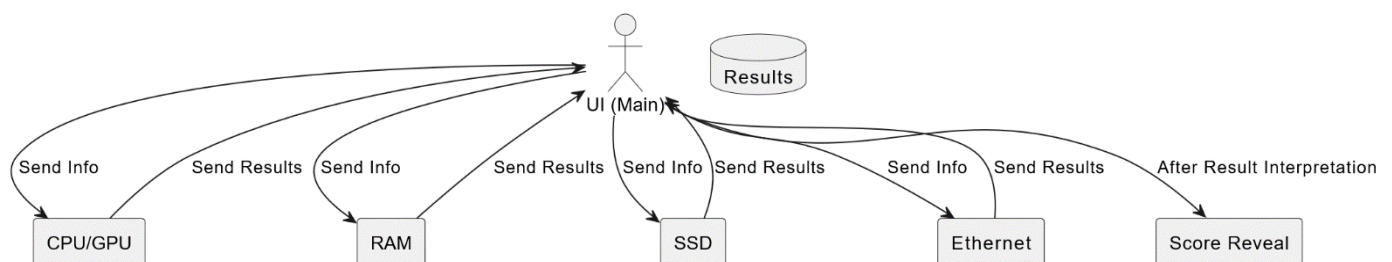 Results
UI (Main)
Send Info
Send Results
Send Info
Send Results
Send Info
Send Results
Send Info
Send Results
After Result Interpretation
CPU/GPU
RAM
SSD
Ethernet
Score Reveal